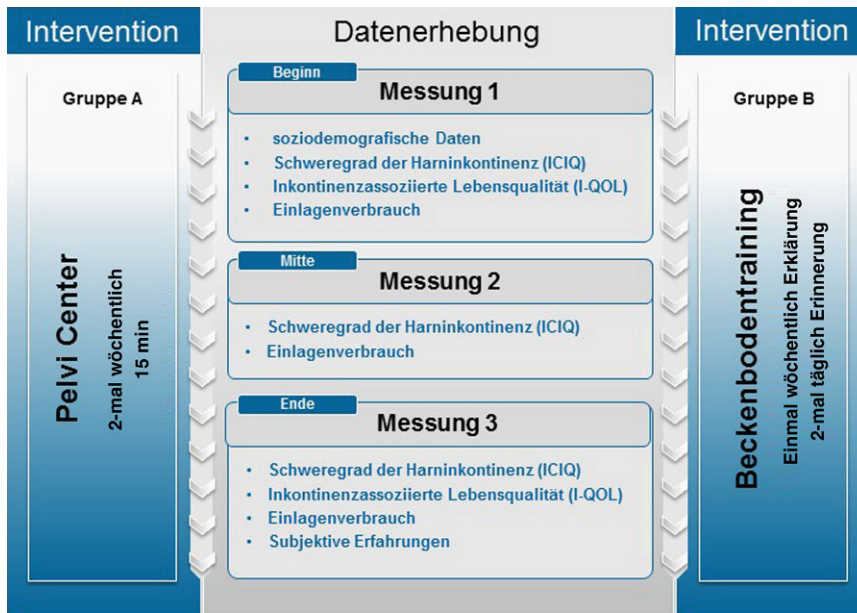 Intervention
Gruppe A
Pelvi Center
2-mal wöchentlich
15 min
Datenerhebung
Beginn
Messung 1
• soziodemografische Daten
• Schweregrad der Harninkontinenz (ICIQ)
• Inkontinenzassoziierte Lebensqualität (I-QOL)
• Einlagenverbrauch
Mitte
Messung 2
• Schweregrad der Harninkontinenz (ICIQ)
• Einlagenverbrauch
Ende
Messung 3
• Schweregrad der Harninkontinenz (ICIQ)
• Inkontinenzassoziierte Lebensqualität (I-QOL)
• Einlagenverbrauch
• Subjektive Erfahrungen
Intervention
Gruppe B
Beckenbodentraining
Einmal wöchentlich Erklärung
2-mal täglich Erinnerung